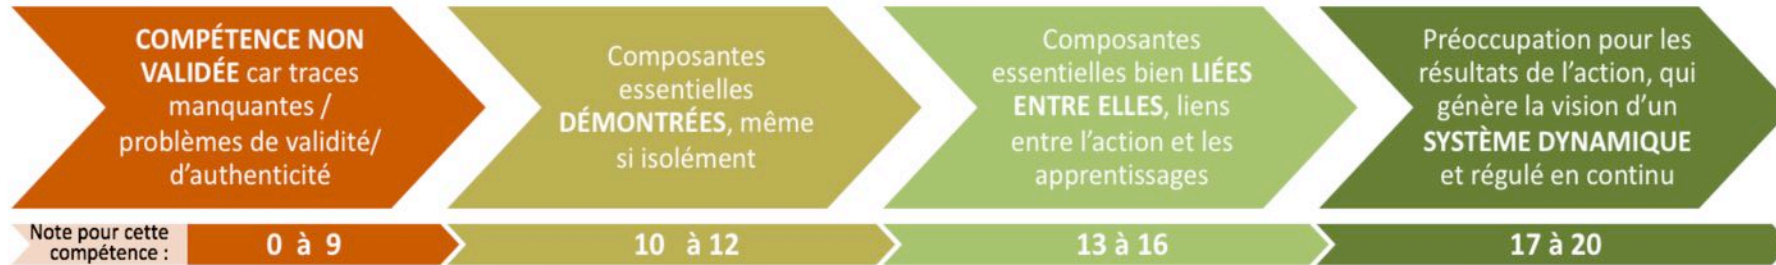 COMPÉTENCE NON
VALIDÉE car traces
manquantes /
problèmes de validité/
d'authenticité
Composantes
essentielles
DÉMONTRÉES, même
si isolément
Composantes
essentielles bien LIÉES
ENTRE ELLES, liens
entre l'action et les
apprentissages
Préoccupation pour les
résultats de l'action, qui
génère la vision d'un
SYSTÈME DYNAMIQUE
et régulé en continu
Note pour cette
compétence :
0 à 9
10 à 12
13 à 16
17 à 20